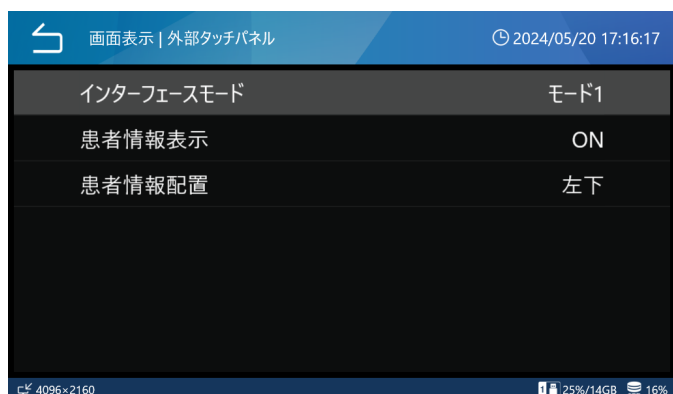 画面表示 | 外部タッチパネル 2024/05/20 17:16:17
インターフェースモード モード1
患者情報表示 ON
患者情報配置 左下
4096×2160 1 25%/14GB 16%